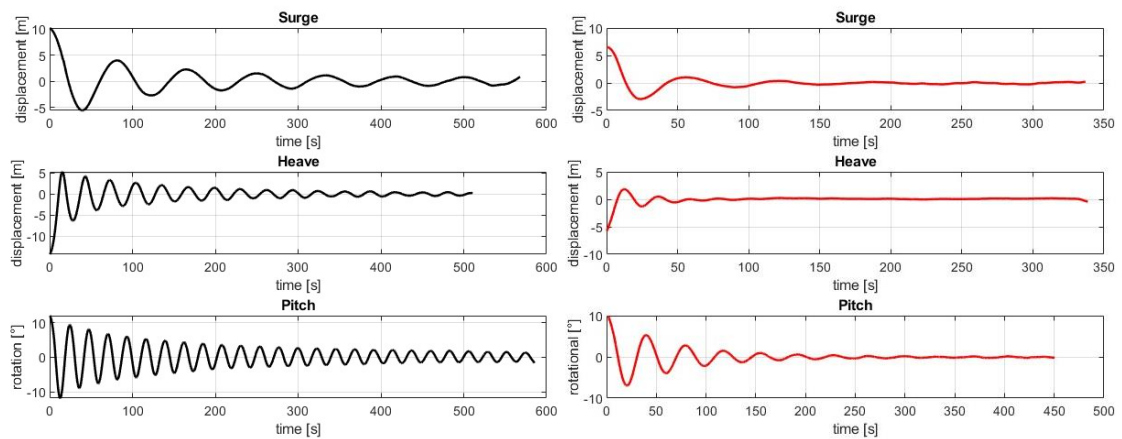 Surge
displacement [m]
10
5
0
-5
0 100 200 300 400 500 600
time [s]
Surge
displacement [m]
10
5
0
-5
0 50 100 150 200 250 300 350
time [s]
Heave
displacement [m]
5
0
-5
-10
0 100 200 300 400 500 600
time [s]
Heave
displacement [m]
5
0
-5
-10
0 50 100 150 200 250 300 350
time [s]
Pitch
rotation [°]
10
0
-10
0 100 200 300 400 500 600
time [s]
Pitch
rotational [°]
10
0
-10
0 50 100 150 200 250 300 350 400 450 500
time [s]